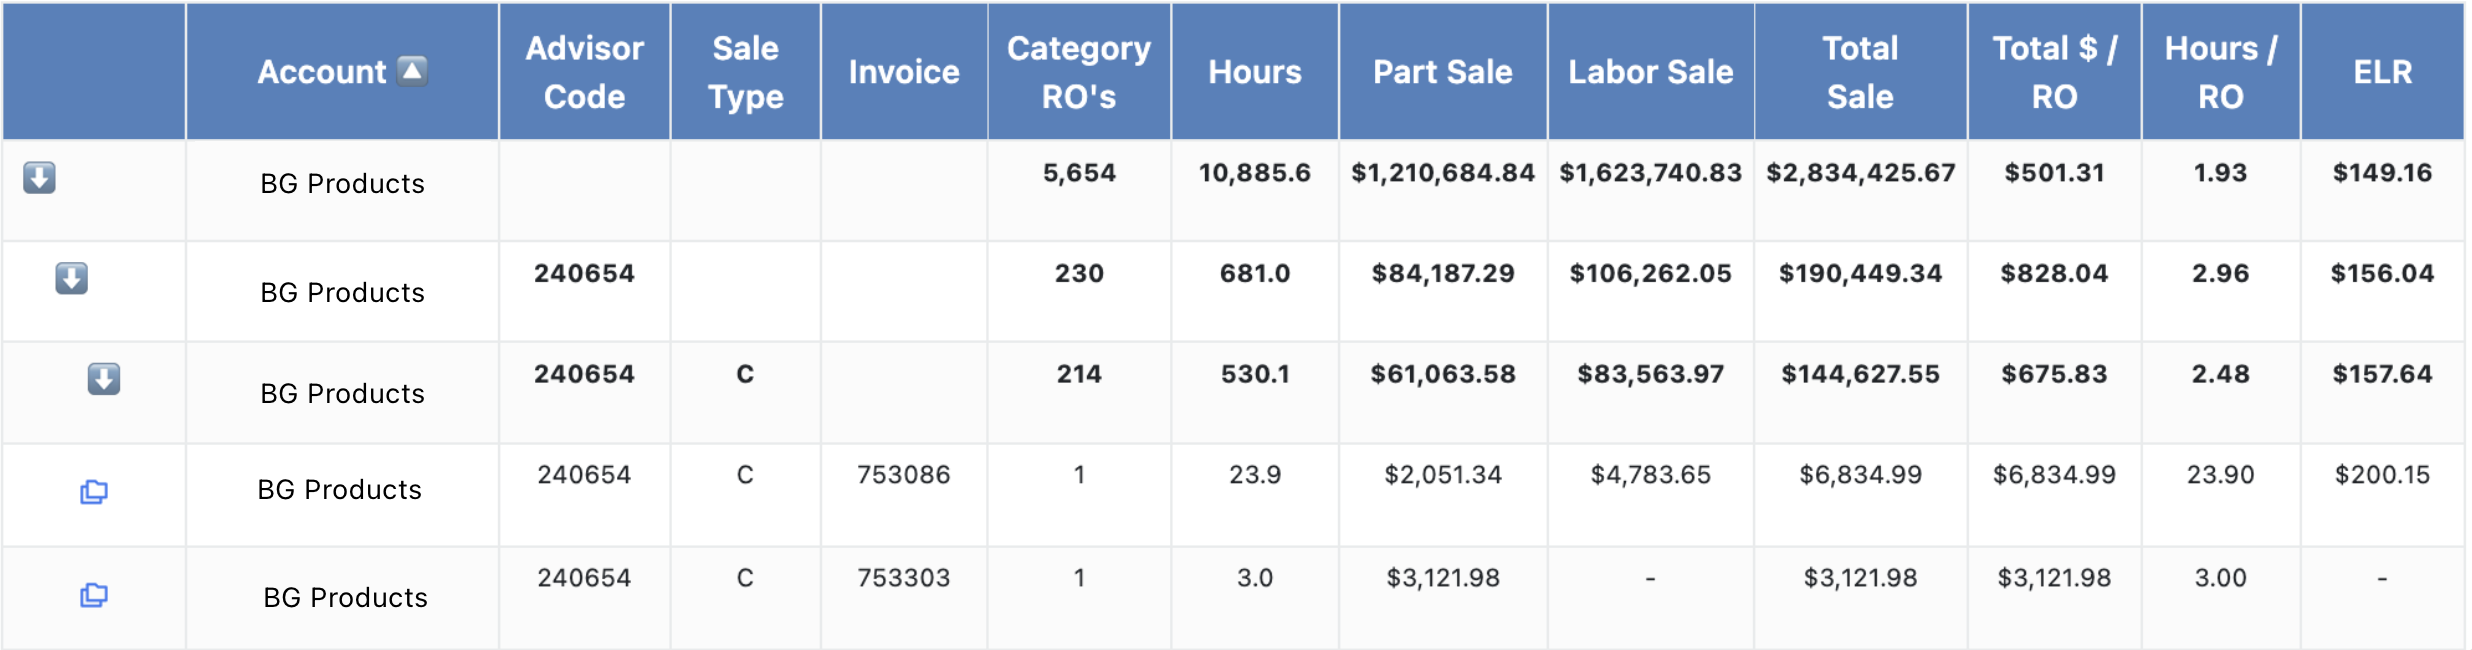 Account Advisor Code Sale Type Invoice Category RO's Hours Part Sale Labor Sale Total Sale Total $ / RO Hours / RO ELR
BG Products 5,654 10,885.6 $1,210,684.84 $1,623,740.83 $2,834,425.67 $501.31 1.93 $149.16
BG Products 240654 230 681.0 $84,187.29 $106,262.05 $190,449.34 $828.04 2.96 $156.04
BG Products 240654 C 214 530.1 $61,063.58 $83,563.97 $144,627.55 $675.83 2.48 $157.64
BG Products 240654 C 753086 1 23.9 $2,051.34 $4,783.65 $6,834.99 $6,834.99 23.90 $200.15
BG Products 240654 C 753303 1 3.0 $3,121.98 - $3,121.98 $3,121.98 3.00 -